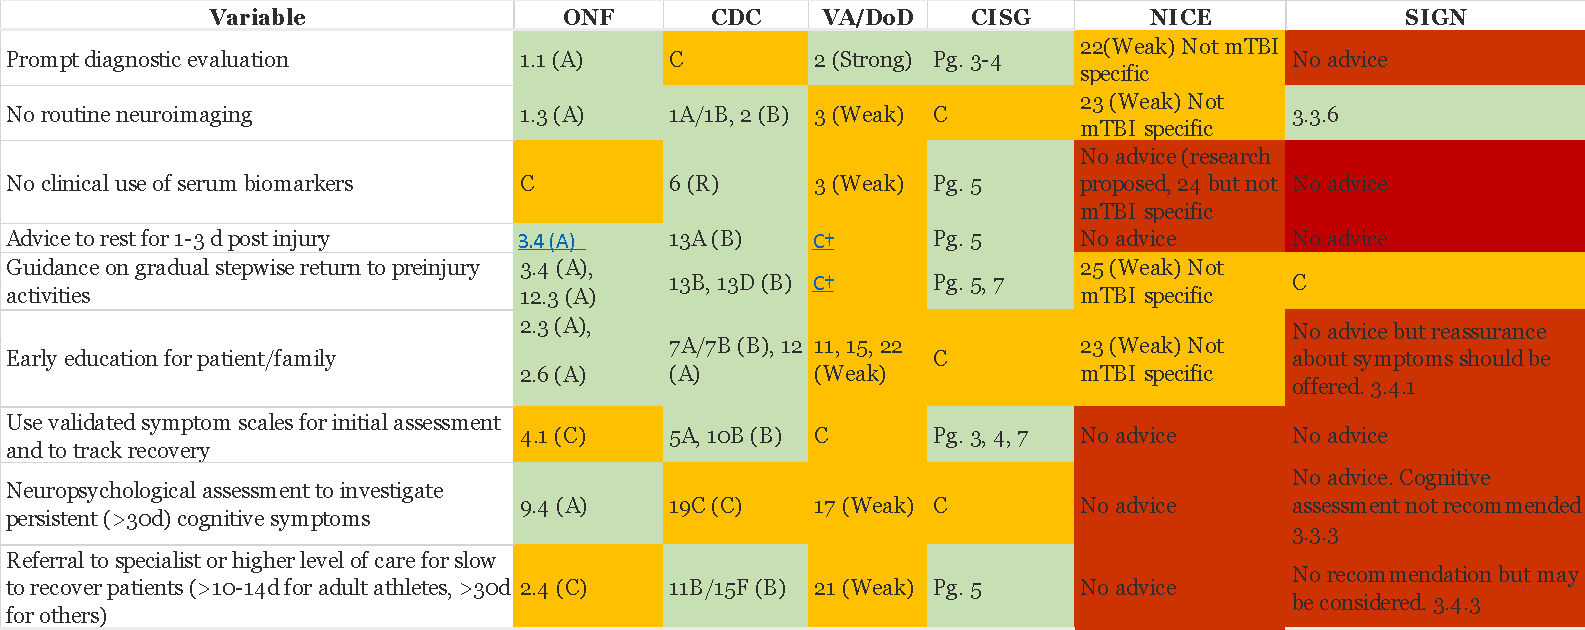 Variable ONF CDC VA/DoD CISG NICE SIGN
Prompt diagnostic evaluation 1.1 (A) C 2 (Strong) Pg. 3-4 22(Weak) Not mTBI
specific No advice
No routine neuroimaging 1.3 (A) 1A/1B, 2 (B) 3 (Weak) C 23 (Weak) Not
mTBI specific 3.3.6
No clinical use of serum biomarkers C 6 (R) 3 (Weak) Pg. 5 No advice (research
proposed, 24 but not
mTBI specific No advice
Advice to rest for 1-3 d post injury 3.4 (A) 13A (B) C† Pg. 5 No advice No advice
Guidance on gradual stepwise return to preinjury
activities 3.4 (A),
12.3 (A) 13B, 13D (B) C† Pg. 5, 7 25 (Weak) Not
mTBI specific C
Early education for patient/family 2.3 (A),
2.6 (A) 7A/7B (B), 12
(A) 11, 15, 22
(Weak) C 23 (Weak) Not
mTBI specific No advice but reassurance
about symptoms should be
offered. 3.4.1
Use validated symptom scales for initial assessment
and to track recovery 4.1 (C) 5A, 10B (B) C Pg. 3, 4, 7 No advice No advice
Neuropsychological assessment to investigate
persistent (>30d) cognitive symptoms 9.4 (A) 19C (C) 17 (Weak) C No advice No advice. Cognitive
assessment not recommended
3.3.3
Referral to specialist or higher level of care for slow
to recover patients (>10-14d for adult athletes, >30d
for others) 2.4 (C) 11B/15F (B) 21 (Weak) Pg. 5 No advice No recommendation but may
be considered. 3.4.3